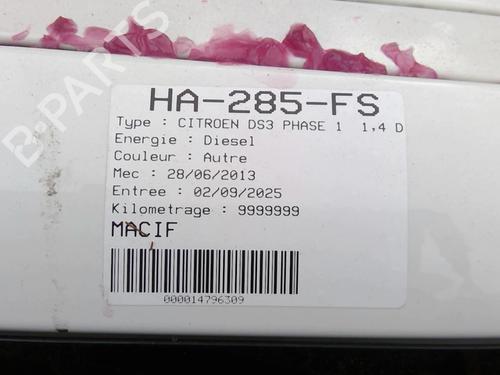 HA-285-FS
Type : CITROEN DS3 PHASE 1 1,4 D
Energie : Diesel
Couleur : Autre
Mec : 28/06/2013
Entree : 02/09/2025
Kilometrage : 9999999
MACIF
000014796309